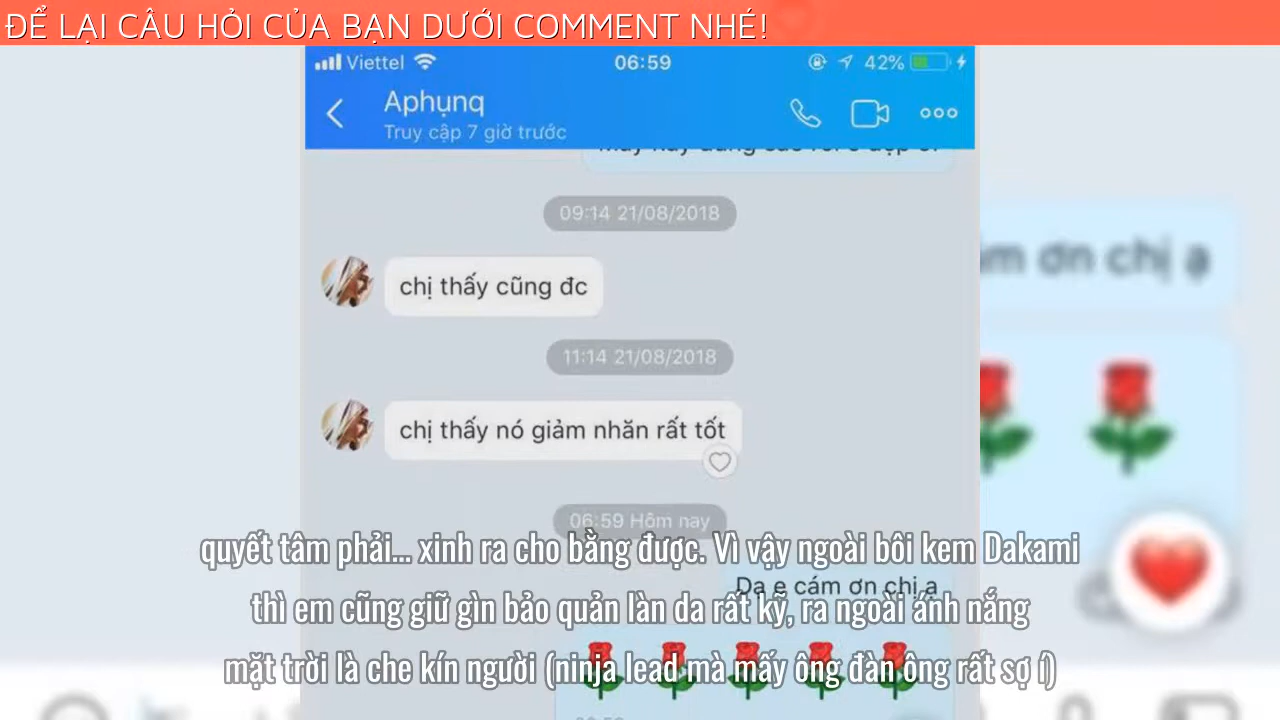 ĐỂ LẠI CÂU HỎI CỦA BẠN DƯỚI COMMENT NHÉ!
Viettel 06:59 42%
Aphụnq
Truy cập 7 giờ trước
09:14 21/08/2018
chị thấy cũng đc
ơn chị ạ
11:14 21/08/2018
chị thấy nó giảm nhăn rất tốt
06:59 Hôm nay
quyết tâm phải... xinh ra cho bằng được. Vì vậy ngoài bôi kem Dakami
Dạ e cám ơn chị ạ
thì em cũng giữ gìn bảo quản làn da rất kỹ, ra ngoài ánh nắng
mặt trời là che kín người (ninja lead mà mấy ông đàn ông rất sợ í)